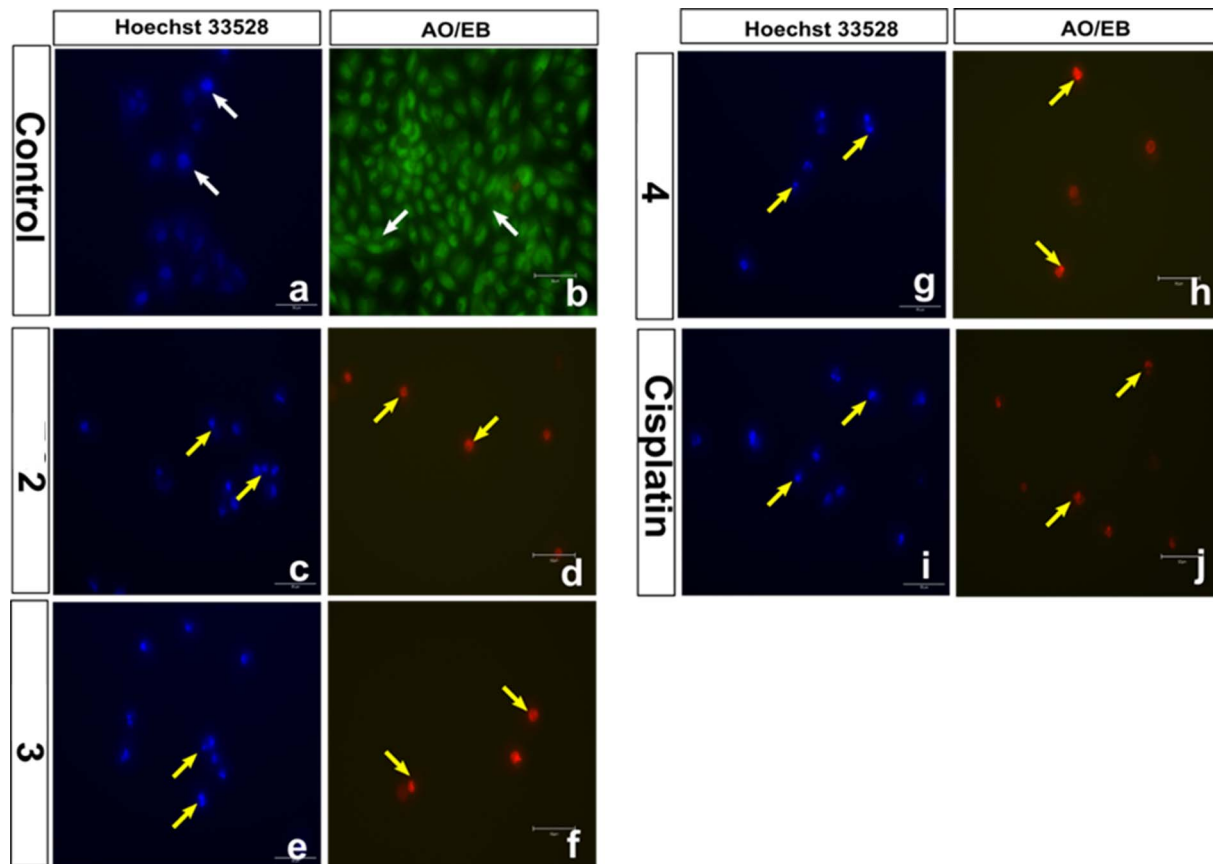 Hoechst 33528
AO/EB
Control
a
b
2
c
d
3
e
f
Hoechst 33528
AO/EB
4
g
h
Cisplatin
i
j